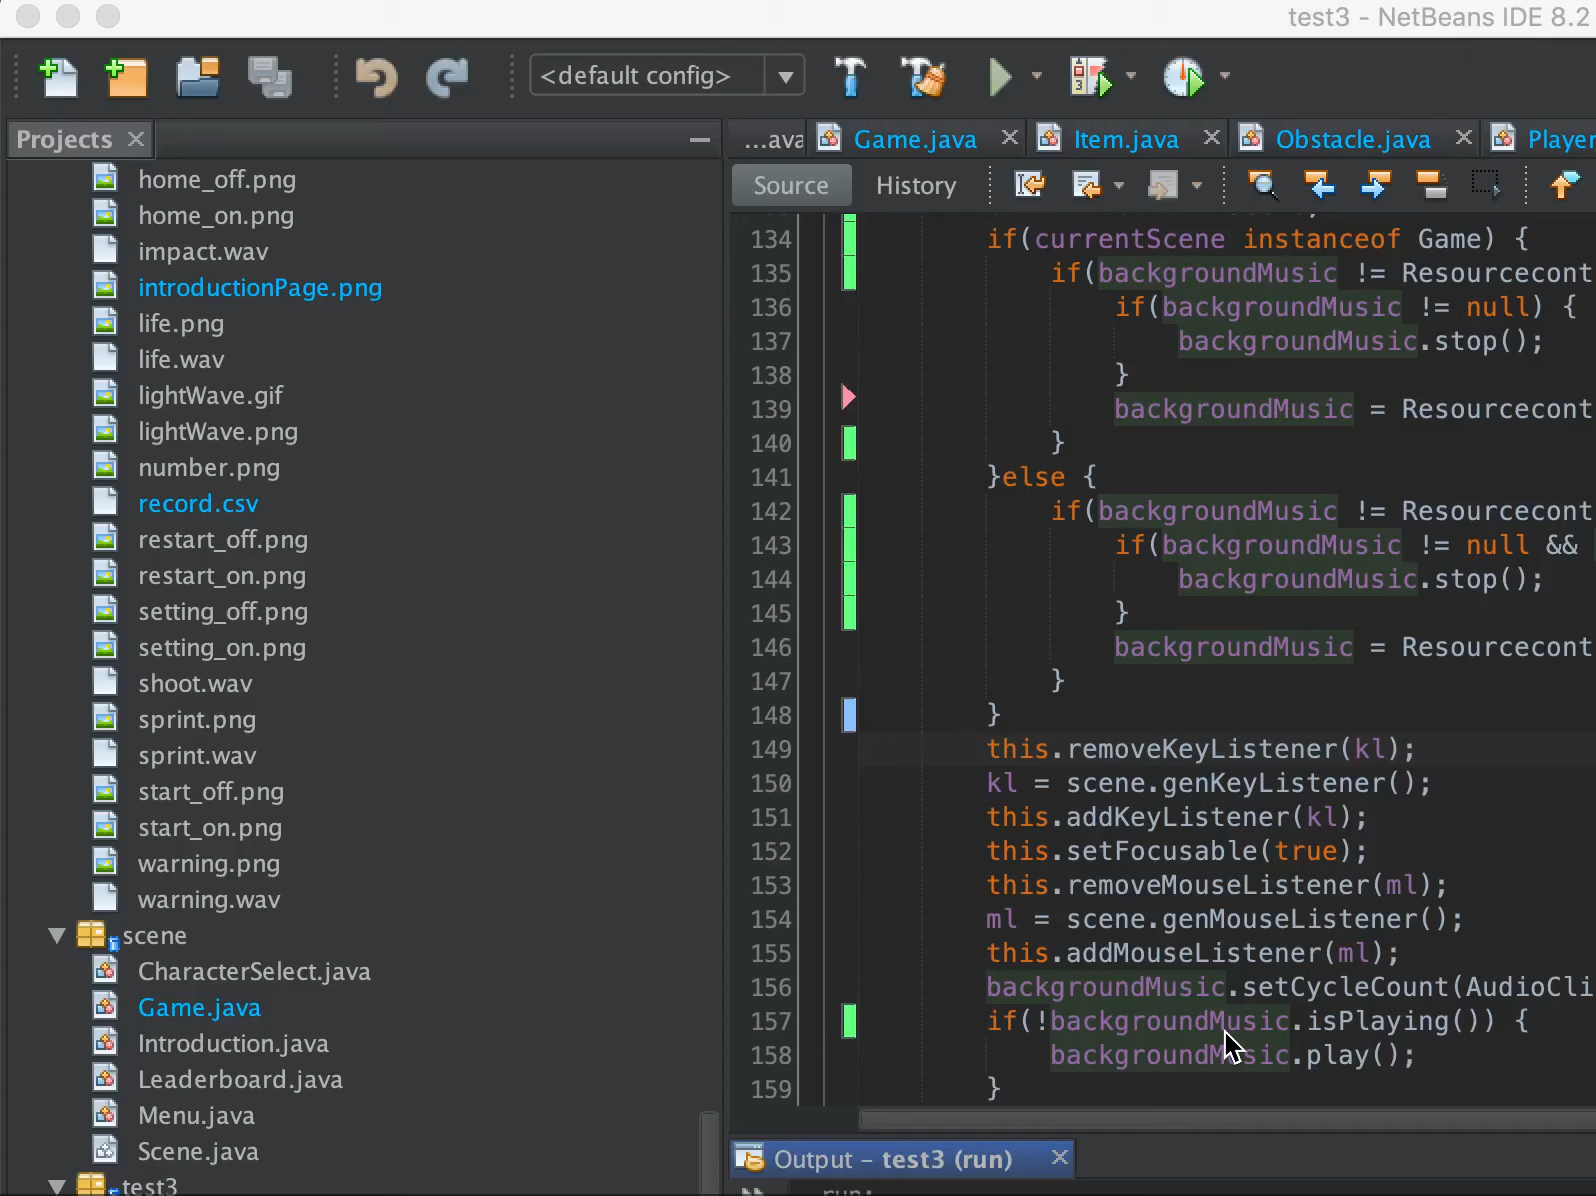 test3 - NetBeans IDE 8.2
<default config>
Projects
home_off.png
home_on.png
impact.wav
introductionPage.png
life.png
life.wav
lightWave.gif
lightWave.png
number.png
record.csv
restart_off.png
restart_on.png
setting_off.png
setting_on.png
shoot.wav
sprint.png
sprint.wav
start_off.png
start_on.png
warning.png
warning.wav
scene
CharacterSelect.java
Game.java
Introduction.java
Leaderboard.java
Menu.java
Scene.java
test3
...ava Game.java Item.java Obstacle.java Player
Source History
134 if(currentScene instanceof Game) {
135 if(backgroundMusic != Resourcecont
136 if(backgroundMusic != null) {
137 backgroundMusic.stop();
138 }
139 backgroundMusic = Resourcecont
140 }
141 }else {
142 if(backgroundMusic != Resourcecont
143 if(backgroundMusic != null &&
144 backgroundMusic.stop();
145 }
146 backgroundMusic = Resourcecont
147 }
148 }
149 this.removeKeyListener(kl);
150 kl = scene.genKeyListener();
151 this.addKeyListener(kl);
152 this.setFocusable(true);
153 this.removeMouseListener(ml);
154 ml = scene.genMouseListener();
155 this.addMouseListener(ml);
156 backgroundMusic.setCycleCount(AudioCli
157 if(!backgroundMusic.isPlaying()) {
158 backgroundMusic.play();
159 }
Output - test3 (run)
run: